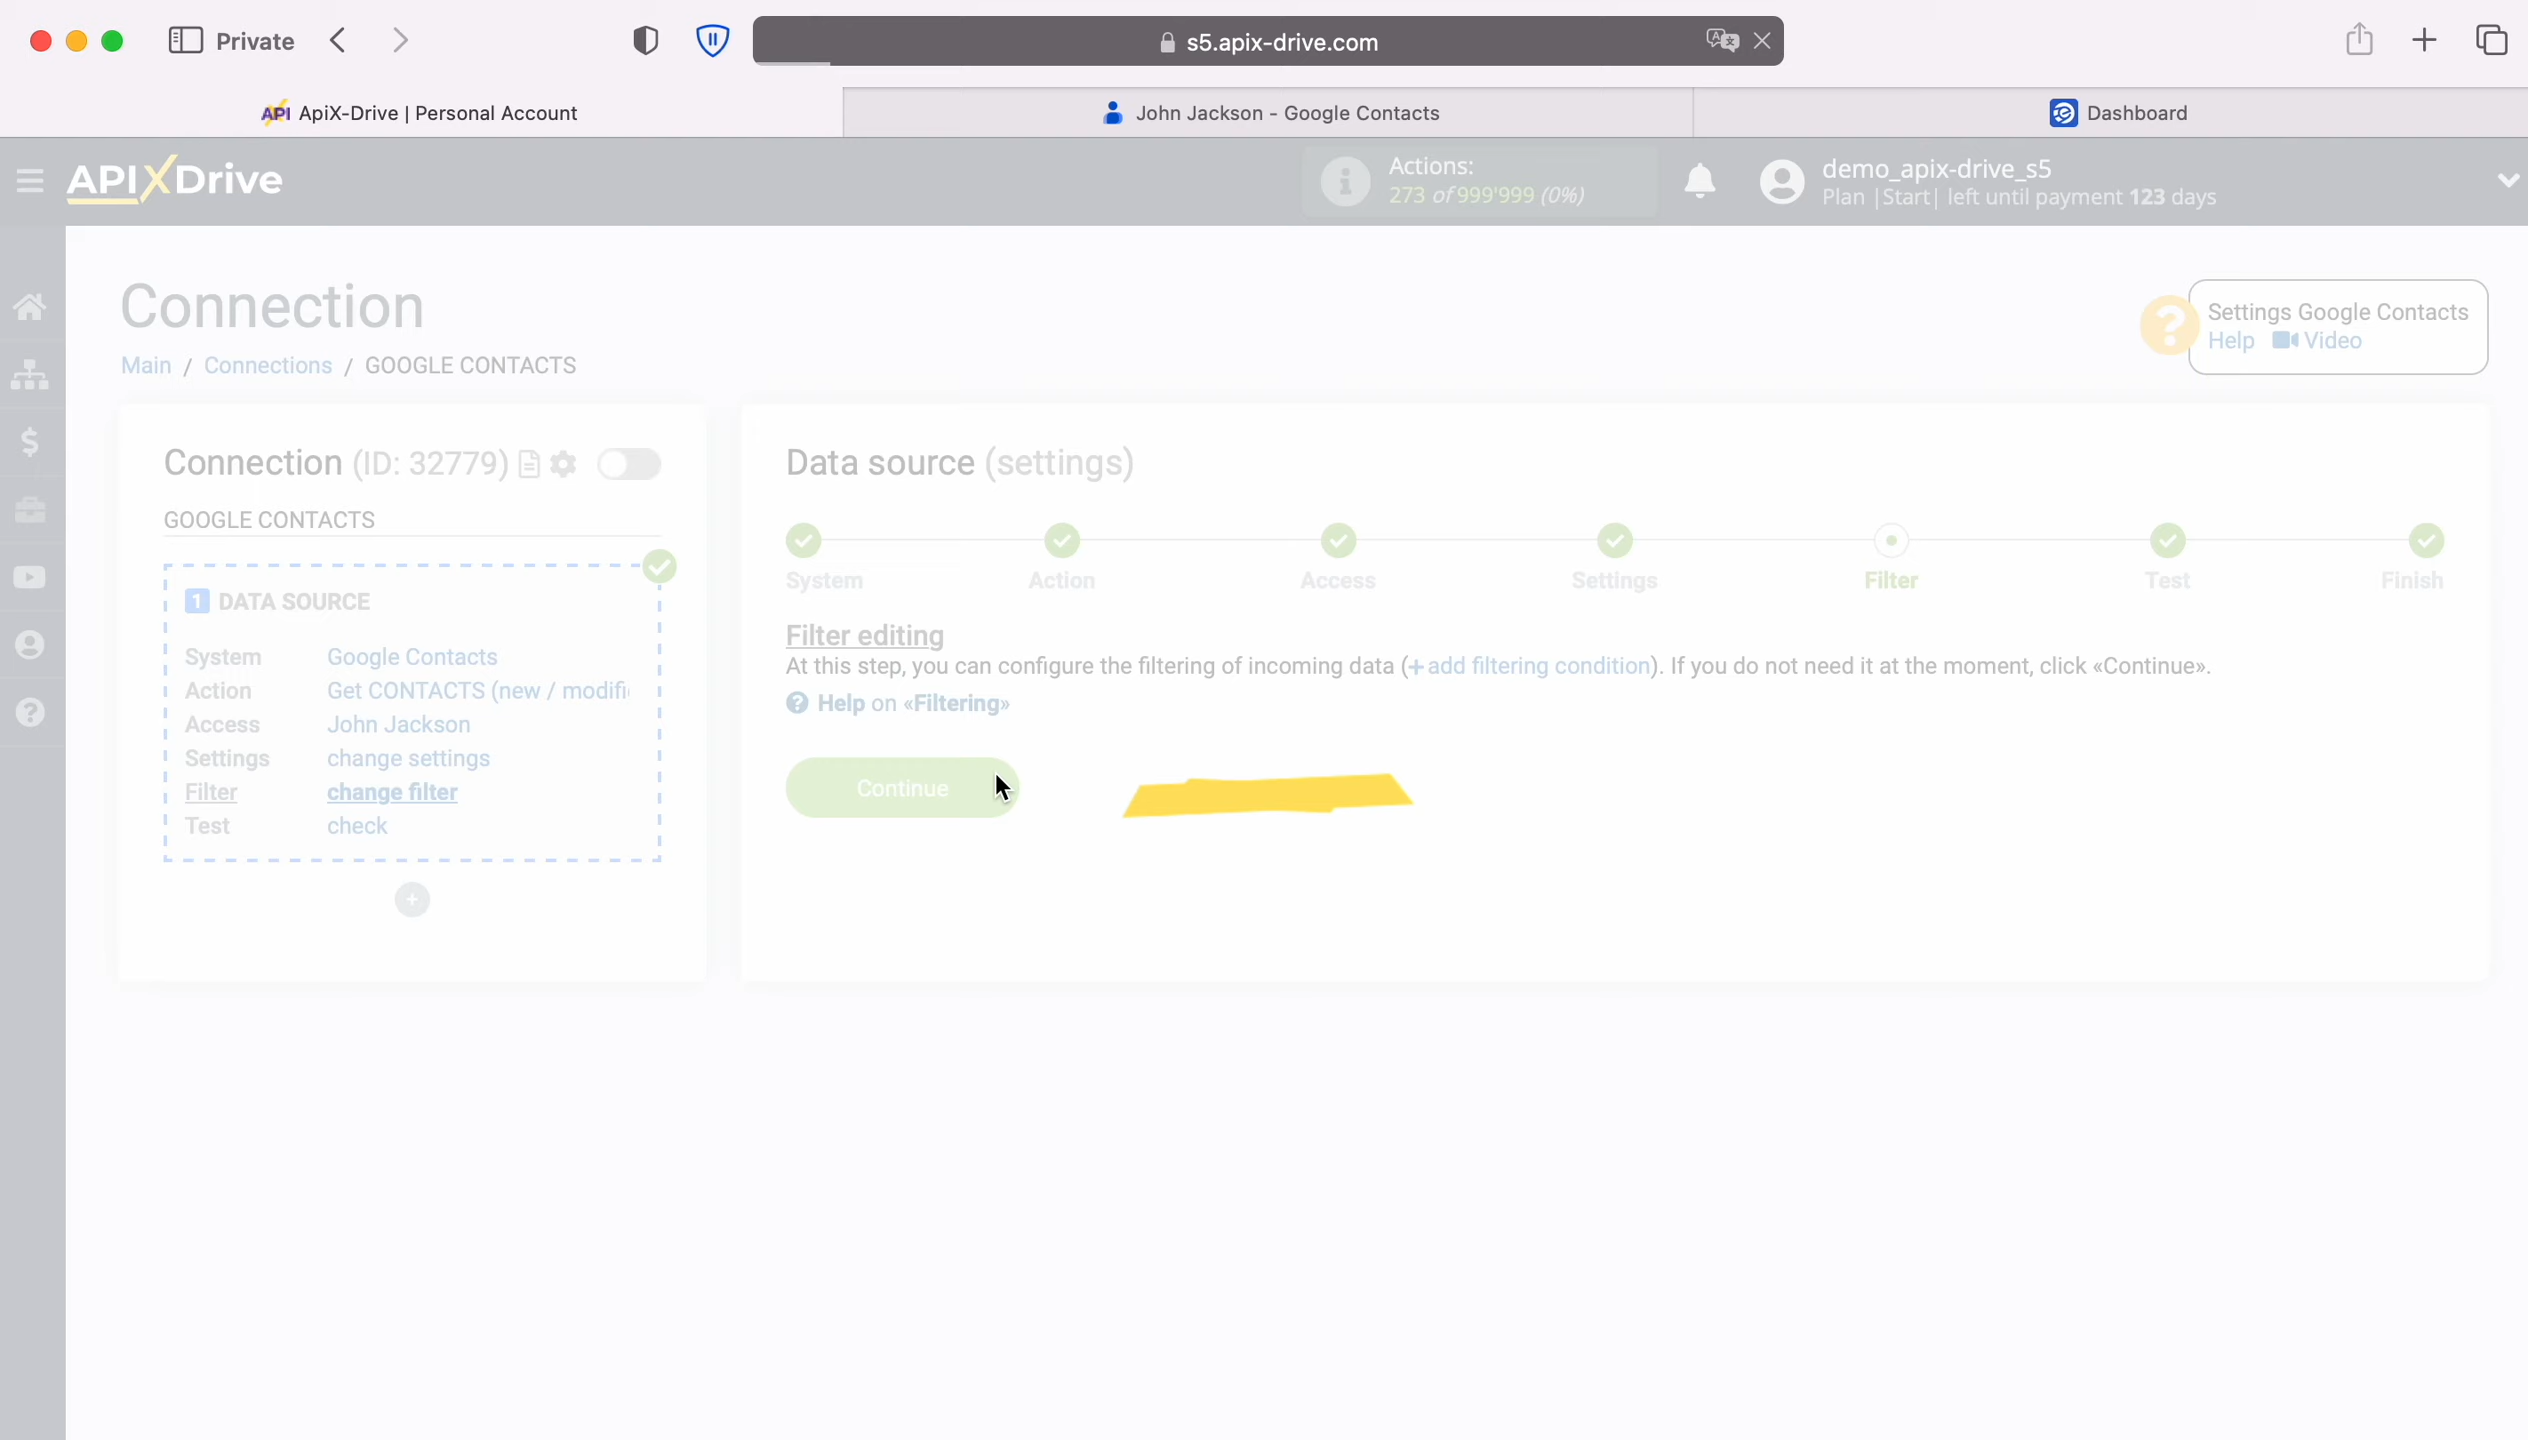 Private
s5.apix-drive.com
API ApiX-Drive | Personal Account
John Jackson - Google Contacts
Dashboard
APIXDrive
Actions:
273 of 999'999 (0%)
demo_apix-drive_s5
Plan |Start| left until payment 123 days
Connection
Settings Google Contacts
Help Video
Main / Connections / GOOGLE CONTACTS
Connection (ID: 32779)
GOOGLE CONTACTS
1 DATA SOURCE
System Google Contacts
Action Get CONTACTS (new / modifi
Access John Jackson
Settings change settings
Filter change filter
Test check
Data source (settings)
System Action Access Settings Filter Test Finish
Filter editing
At this step, you can configure the filtering of incoming data (+add filtering condition). If you do not need it at the moment, click «Continue».
? Help on «Filtering»
Continue